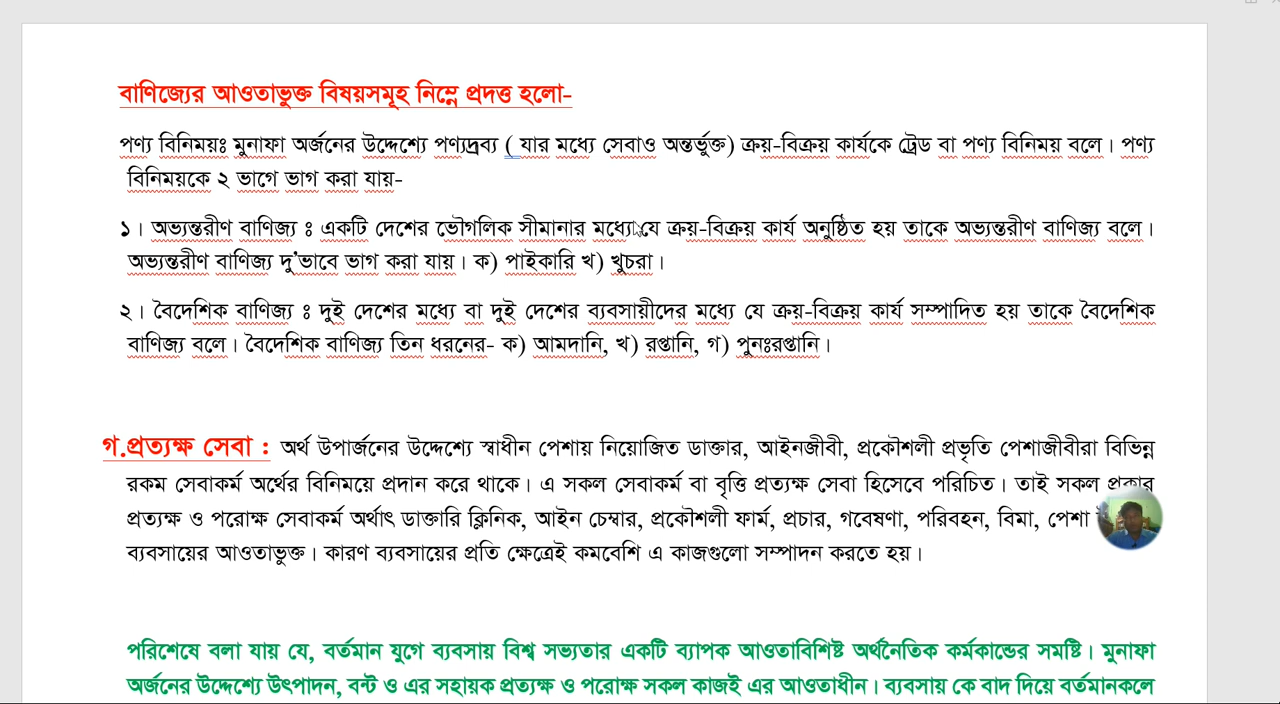 বাণিজ্যের আওতাভুক্ত বিষয়সমূহ নিম্নে প্রদত্ত হলো-
পণ্য বিনিময়ঃ মুনাফা অর্জনের উদ্দেশ্যে পণ্যদ্রব্য ( যার মধ্যে সেবাও অন্তর্ভুক্ত) ক্রয়-বিক্রয় কার্যকে ট্রেড বা পণ্য বিনিময় বলে। পণ্য
বিনিময়কে ২ ভাগে ভাগ করা যায়-
১। অভ্যন্তরীণ বাণিজ্য ঃ একটি দেশের ভৌগলিক সীমানার মধ্যে যে ক্রয়-বিক্রয় কার্য অনুষ্ঠিত হয় তাকে অভ্যন্তরীণ বাণিজ্য বলে।
অভ্যন্তরীণ বাণিজ্য দু'ভাবে ভাগ করা যায়। ক) পাইকারি খ) খুচরা।
২। বৈদেশিক বাণিজ্য ঃ দুই দেশের মধ্যে বা দুই দেশের ব্যবসায়ীদের মধ্যে যে ক্রয়-বিক্রয় কার্য সম্পাদিত হয় তাকে বৈদেশিক
বাণিজ্য বলে। বৈদেশিক বাণিজ্য তিন ধরনের- ক) আমদানি, খ) রপ্তানি, গ) পুনঃরপ্তানি।
গ.প্রত্যক্ষ সেবা : অর্থ উপার্জনের উদ্দেশ্যে স্বাধীন পেশায় নিয়োজিত ডাক্তার, আইনজীবী, প্রকৌশলী প্রভৃতি পেশাজীবীরা বিভিন্ন
রকম সেবাকর্ম অর্থের বিনিময়ে প্রদান করে থাকে। এ সকল সেবাকর্ম বা বৃত্তি প্রত্যক্ষ সেবা হিসেবে পরিচিত। তাই সকল প্রকার
প্রত্যক্ষ ও পরোক্ষ সেবাকর্ম অর্থাৎ ডাক্তারি ক্লিনিক, আইন চেম্বার, প্রকৌশলী ফার্ম, প্রচার, গবেষণা, পরিবহন, বিমা, পেশা
ব্যবসায়ের আওতাভুক্ত। কারণ ব্যবসায়ের প্রতি ক্ষেত্রেই কমবেশি এ কাজগুলো সম্পাদন করতে হয়।
পরিশেষে বলা যায় যে, বর্তমান যুগে ব্যবসায় বিশ্ব সভ্যতার একটি ব্যাপক আওতাবিশিষ্ট অর্থনৈতিক কর্মকান্ডের সমষ্টি। মুনাফা
অর্জনের উদ্দেশ্যে উৎপাদন, বন্ট ও এর সহায়ক প্রত্যক্ষ ও পরোক্ষ সকল কাজই এর আওতাধীন। ব্যবসায় কে বাদ দিয়ে বর্তমানকলে